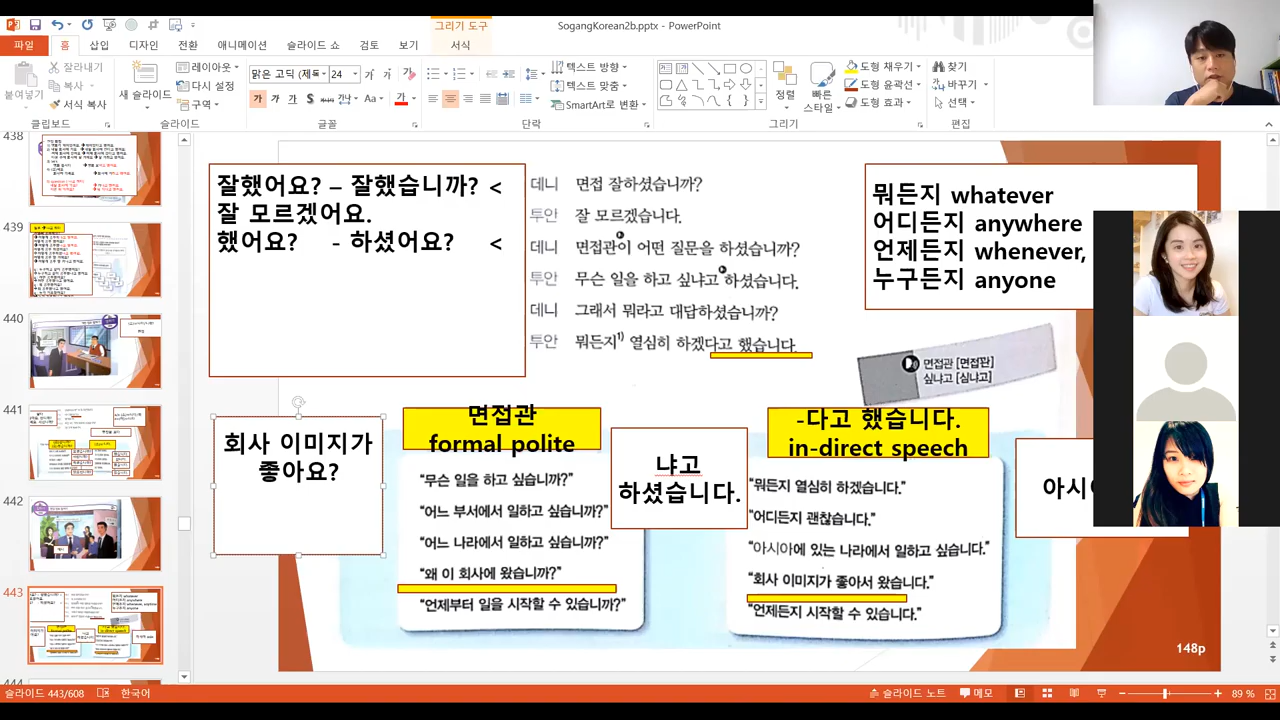 SogangKorean2b.pptx - PowerPoint
그리기 도구
파일 홈 삽입 디자인 전환 애니메이션 슬라이드 쇼 검토 보기 서식
붙여넣기
잘라내기
복사
서식 복사
클립보드
새 슬라이드
레이아웃
다시 설정
구역
슬라이드
맑은 고딕 (제목
24
가 가 가 S
Aa
글꼴
텍스트 방향
텍스트 맞춤
SmartArt로 변환
단락
정렬
빠른 스타일
도형 채우기
도형 윤곽선
도형 효과
그리기
찾기
바꾸기
선택
편집
438
439
440
441
442
443
444
잘했어요? – 잘했습니까? <
잘 모르겠어요.
했어요? - 하셨어요? <
데니 면접 잘하셨습니까?
투안 잘 모르겠습니다.
데니 면접관이 어떤 질문을 하셨습니까?
투안 무슨 일을 하고 싶냐고 하셨습니다.
데니 그래서 뭐라고 대답하셨습니까?
투안 뭐든지1) 열심히 하겠다고 했습니다.
뭐든지 whatever
어디든지 anywhere
언제든지 whenever,
누구든지 anyone
면접관 [면접꽌]
싶냐고 [심냐고]
회사 이미지가
좋아요?
면접관
formal polite
"무슨 일을 하고 싶습니까?"
"어느 부서에서 일하고 싶습니까?"
"어느 나라에서 일하고 싶습니까?"
"왜 이 회사에 왔습니까?"
"언제부터 일을 시작할 수 있습니까?"
냐고
하셨습니다.
-다고 했습니다.
in-direct speech
"뭐든지 열심히 하겠습니다."
"어디든지 괜찮습니다."
"아시아에 있는 나라에서 일하고 싶습니다."
"회사 이미지가 좋아서 왔습니다."
"언제든지 시작할 수 있습니다."
148p
슬라이드 443/608
한국어
슬라이드 노트
메모
89 %